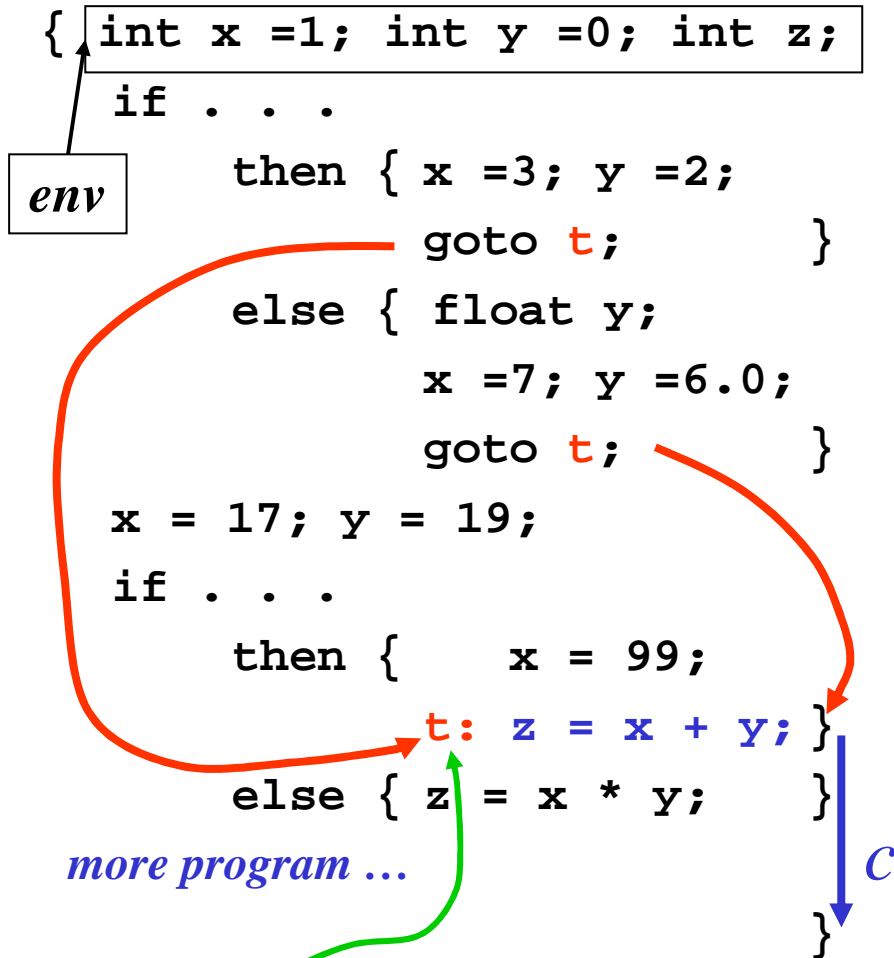 { int x =1; int y =0; int z;
if . . .
env
then { x =3; y =2;
goto t; }
else { float y;
x =7; y =6.0;
goto t; }
x = 17; y = 19;
if . . .
then { x = 99;
t: z = x + y; }
else { z = x * y; }
more program … C
}